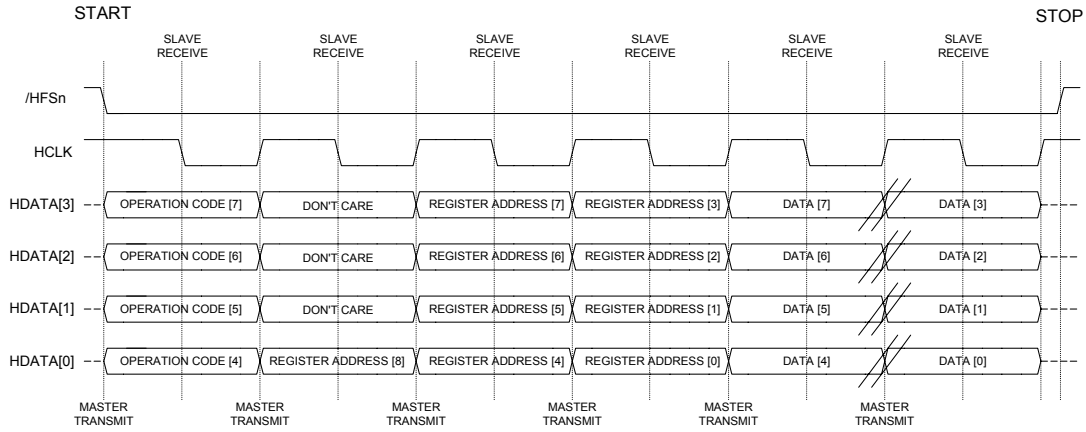 START STOP
SLAVE RECEIVE SLAVE RECEIVE SLAVE RECEIVE SLAVE RECEIVE SLAVE RECEIVE SLAVE RECEIVE
/HFSn
HCLK
HDATA[3] OPERATION CODE [7] DON'T CARE REGISTER ADDRESS [7] REGISTER ADDRESS [3] DATA [7] DATA [3]
HDATA[2] OPERATION CODE [6] DON'T CARE REGISTER ADDRESS [6] REGISTER ADDRESS [2] DATA [6] DATA [2]
HDATA[1] OPERATION CODE [5] DON'T CARE REGISTER ADDRESS [5] REGISTER ADDRESS [1] DATA [5] DATA [1]
HDATA[0] OPERATION CODE [4] REGISTER ADDRESS [8] REGISTER ADDRESS [4] REGISTER ADDRESS [0] DATA [4] DATA [0]
MASTER TRANSMIT MASTER TRANSMIT MASTER TRANSMIT MASTER TRANSMIT MASTER TRANSMIT MASTER TRANSMIT